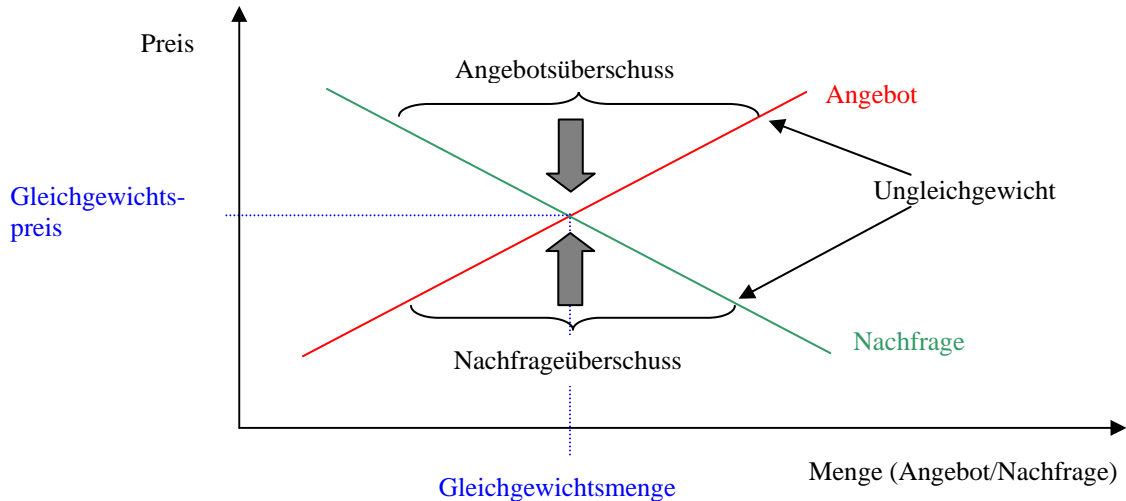 Preis
Angebotsüberschuss
Angebot
Gleichgewichts-
preis
Ungleichgewicht
Nachfrage
Nachfrageüberschuss
Menge (Angebot/Nachfrage)
Gleichgewichtsmenge